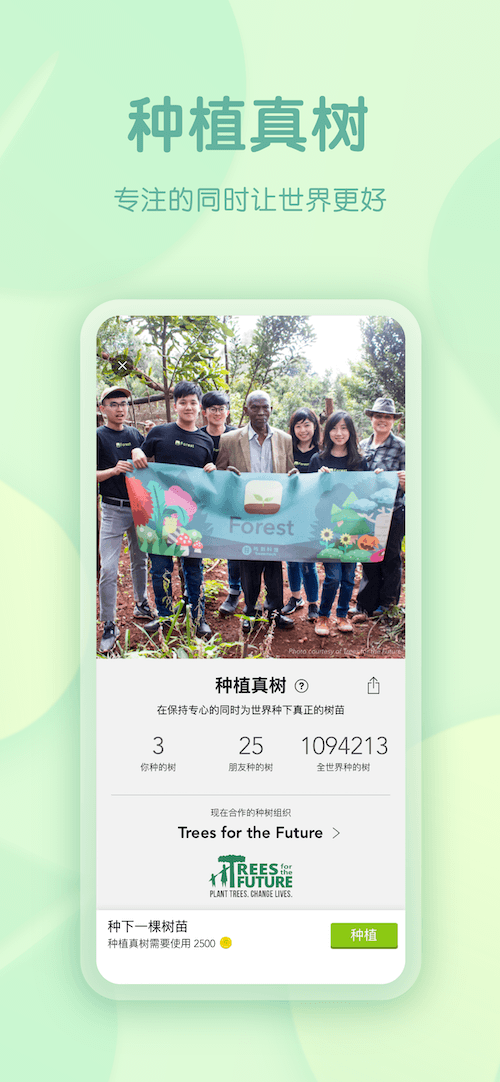 种植真树
专注的同时让世界更好
Forest
Forest
Forest
Forest
Photo courtesy of Trees for the Future
种植真树 ?
在保持专心的同时为世界种下真正的树苗
3 25 1094213
你种的树 朋友种的树 全世界种的树
现在合作的种树组织
Trees for the Future >
TREES for the
FUTURE
PLANT TREES. CHANGE LIVES.
种下一棵树苗
种植真树需要使用 2500
种植